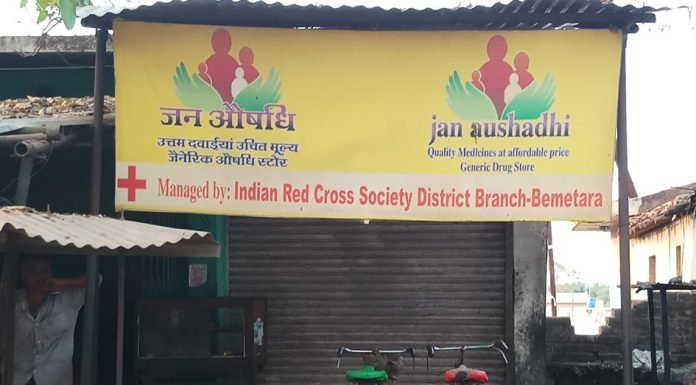 जन औषधि
उत्तम दवाईयां उचित मूल्य
जैनेरिक औषधि स्टोर
jan aushadhi
Quality Medicines at affordable price
Generic Drug Store
Managed by: Indian Red Cross Society District Branch-Bemetara